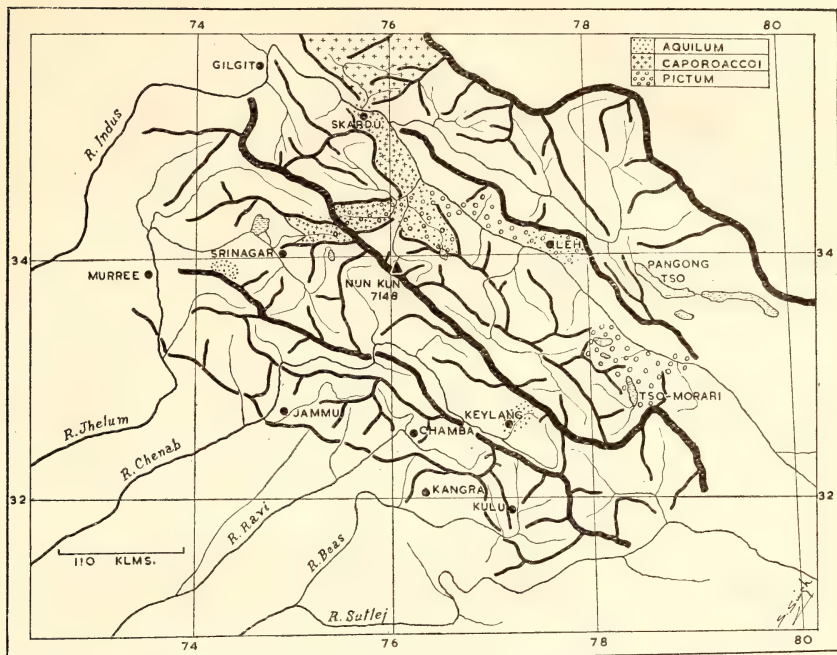 74
76
78
80
AQUILUM
CAPOROACCOI
PICTUM
GILGIT
R. Indus
SKARDU
34
SRINAGAR
LEH
34
MURREE
NUN KUN
7148
PANGONG
TSO
TSO-MORARI
KEYLANG
JAMMU
CHAMBA
R. Jhelum
R. Chenab
32
KANGRA
32
KULU
R. Ravi
R. Beas
110 KLMS.
R. Sutlej
74
76
78
80